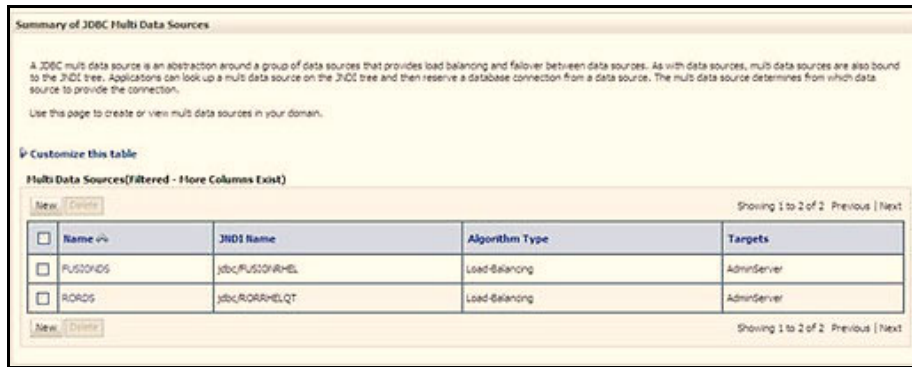 Summary of JDBC Multi Data Sources
A JDBC multi data source is an abstraction around a group of data sources that provides load balancing and failover between data sources. As with data sources, multi data sources are also bound
to the JNDI tree. Applications can look up a multi data source on the JNDI tree and then reserve a database connection from a data source. The multi data source determines from which data
source to provide the connection.
Use this page to create or view multi data sources in your domain.
Customize this table
Multi Data Sources(Filtered - More Columns Exist)
New Delete Showing 1 to 2 of 2 Previous | Next
Name JNDI Name Algorithm Type Targets
FUSIONDS jdbc/FUSIONRHEL Load-Balancing AdminServer
RORDS jdbc/RORRHELQT Load-Balancing AdminServer
New Delete Showing 1 to 2 of 2 Previous | Next